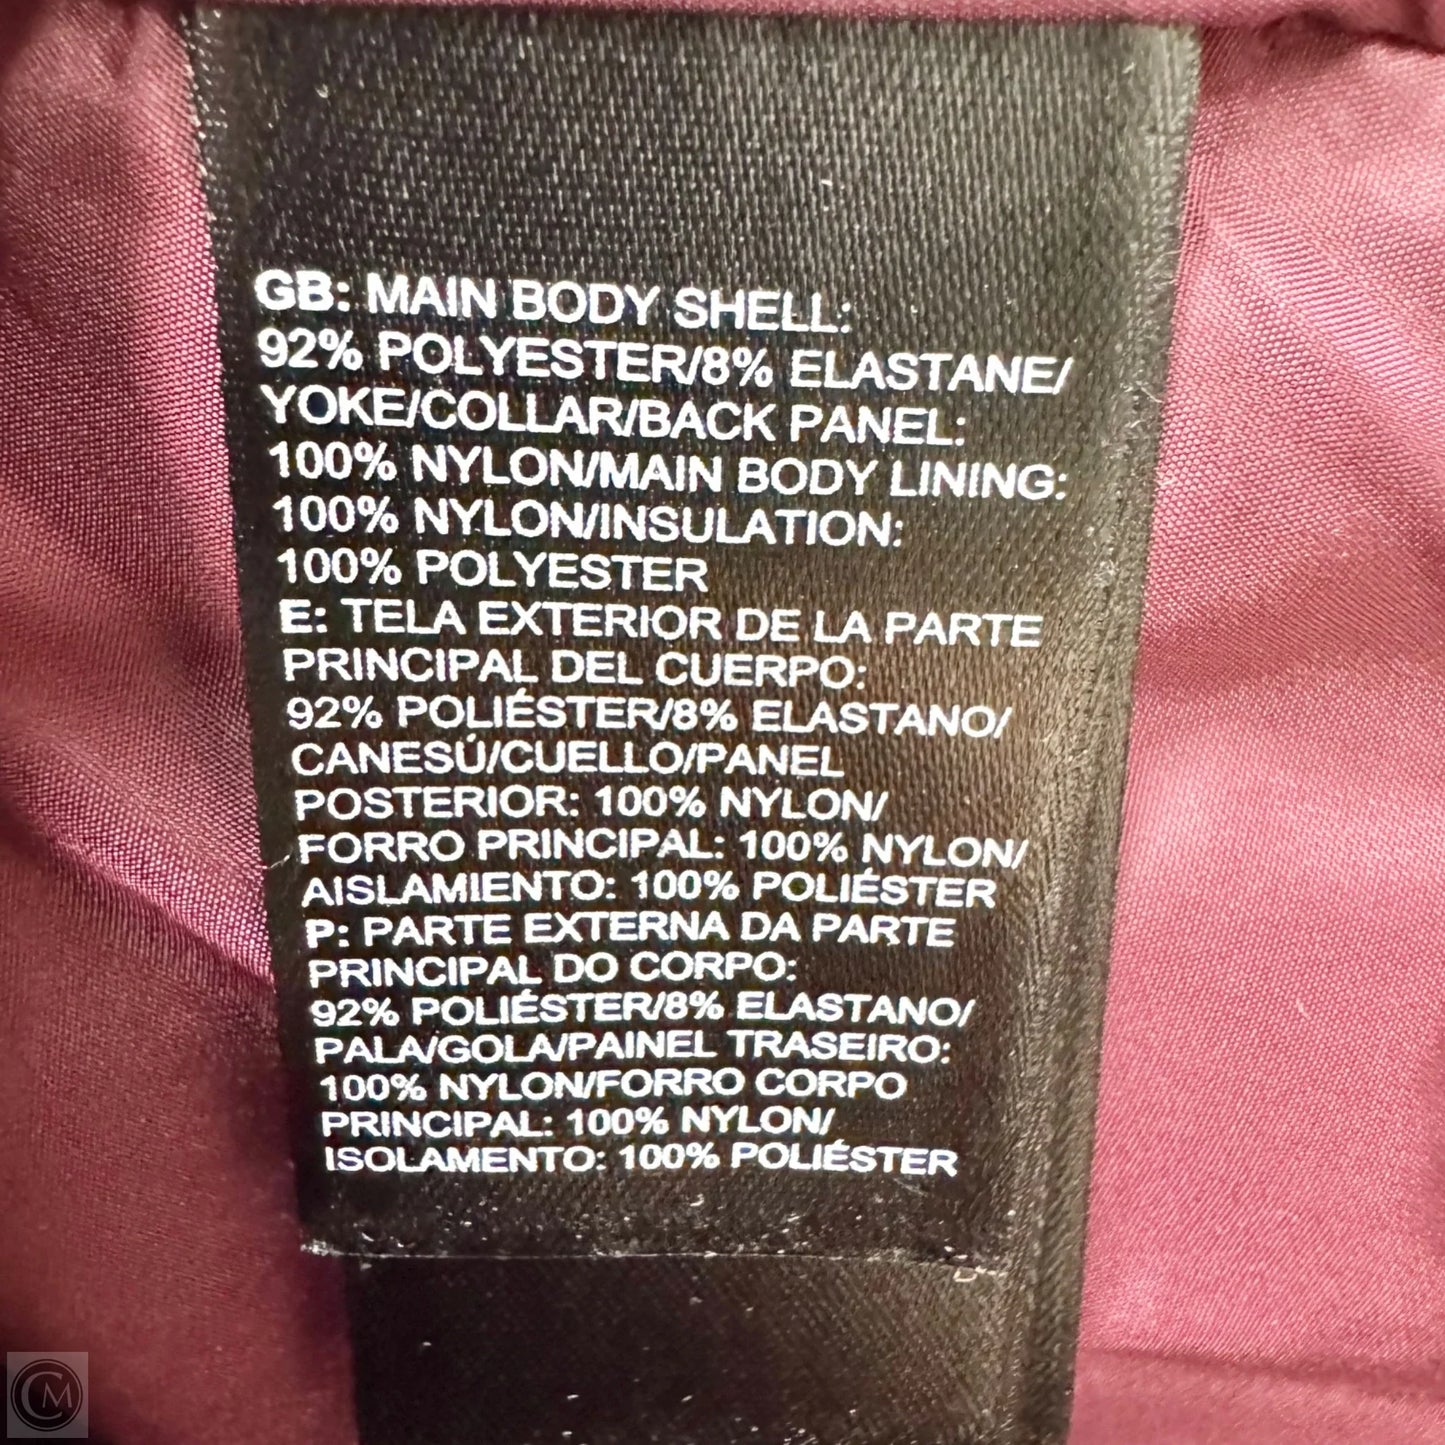 GB: MAIN BODY SHELL:
92% POLYESTER/8% ELASTANE/
YOKE/COLLAR/BACK PANEL:
100% NYLON/MAIN BODY LINING:
100% NYLON/INSULATION:
100% POLYESTER
E: TELA EXTERIOR DE LA PARTE
PRINCIPAL DEL CUERPO:
92% POLIÉSTER/8% ELASTANO/
CANESÚ/CUELLO/PANEL
POSTERIOR: 100% NYLON/
FORRO PRINCIPAL: 100% NYLON/
AISLAMIENTO: 100% POLIÉSTER
P: PARTE EXTERNA DA PARTE
PRINCIPAL DO CORPO:
92% POLIÉSTER/8% ELASTANO/
PALA/GOLA/PAINEL TRASEIRO:
100% NYLON/FORRO CORPO
PRINCIPAL: 100% NYLON/
ISOLAMENTO: 100% POLIÉSTER
CM